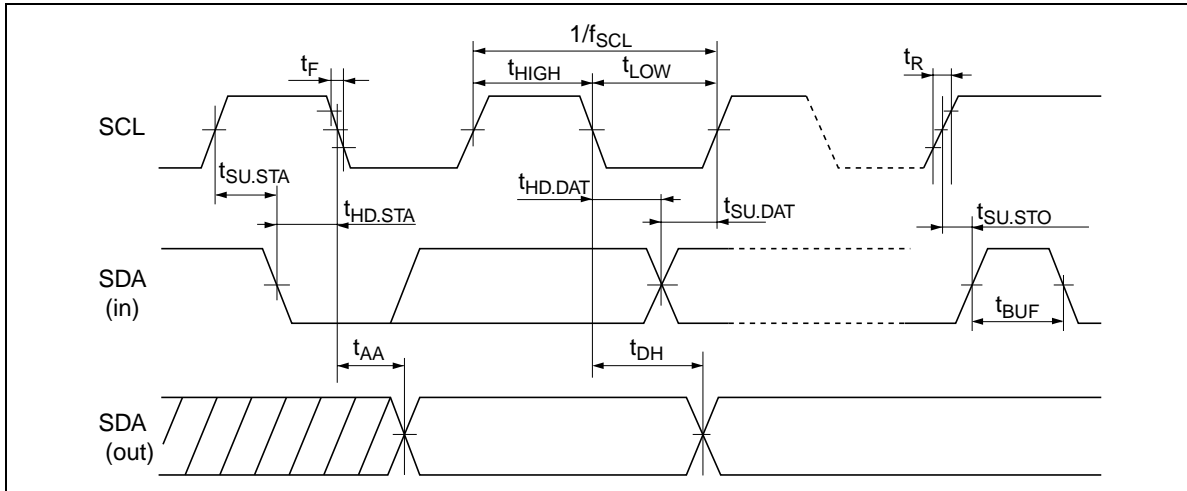 1/fSCL
tF
tHIGH
tLOW
tR
SCL
tSU.STA
tHD.DAT
tHD.STA
tSU.DAT
tSU.STO
SDA
(in)
tBUF
tAA
tDH
SDA
(out)